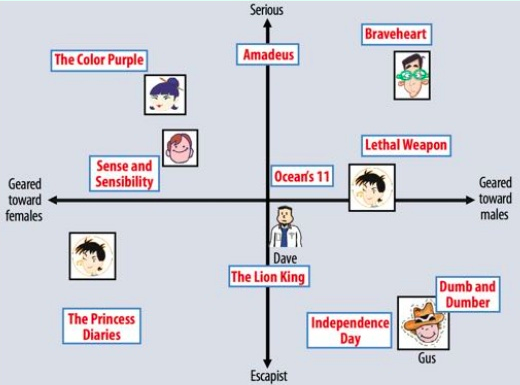 Serious
Braveheart
The Color Purple
Amadeus
Lethal Weapon
Sense and
Sensibility
Ocean's 11
Geared
toward
females
Geared
toward
males
Dave
The Lion King
Dumb and
Dumber
The Princess
Diaries
Independence
Day
Gus
Escapist